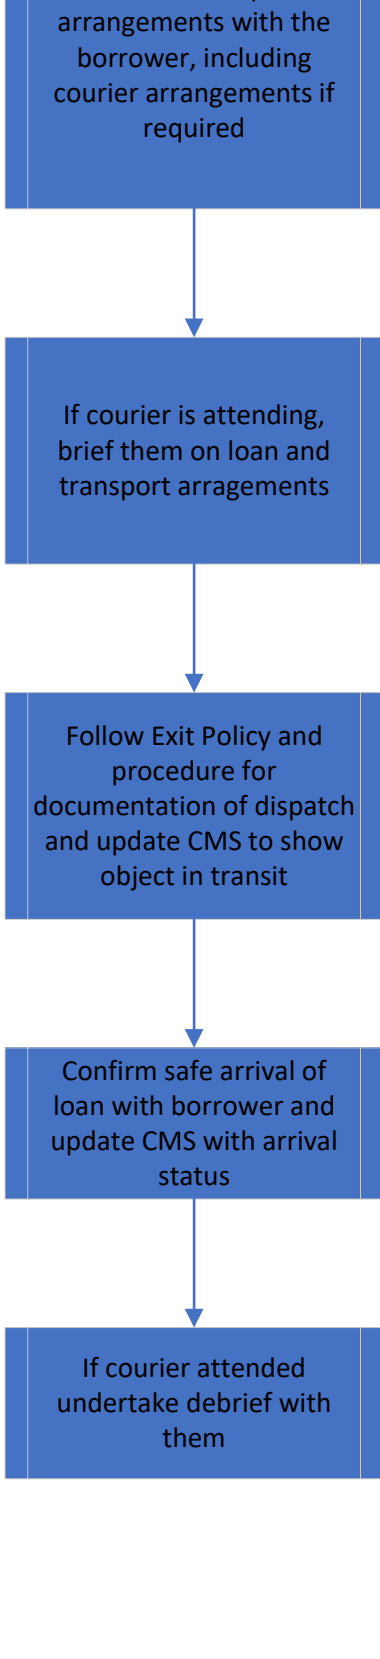 arrangements with the
borrower, including
courier arrangements if
required
If courier is attending,
brief them on loan and
transport arragements
Follow Exit Policy and
procedure for
documentation of dispatch
and update CMS to show
object in transit
Confirm safe arrival of
loan with borrower and
update CMS with arrival
status
If courier attended
undertake debrief with
them